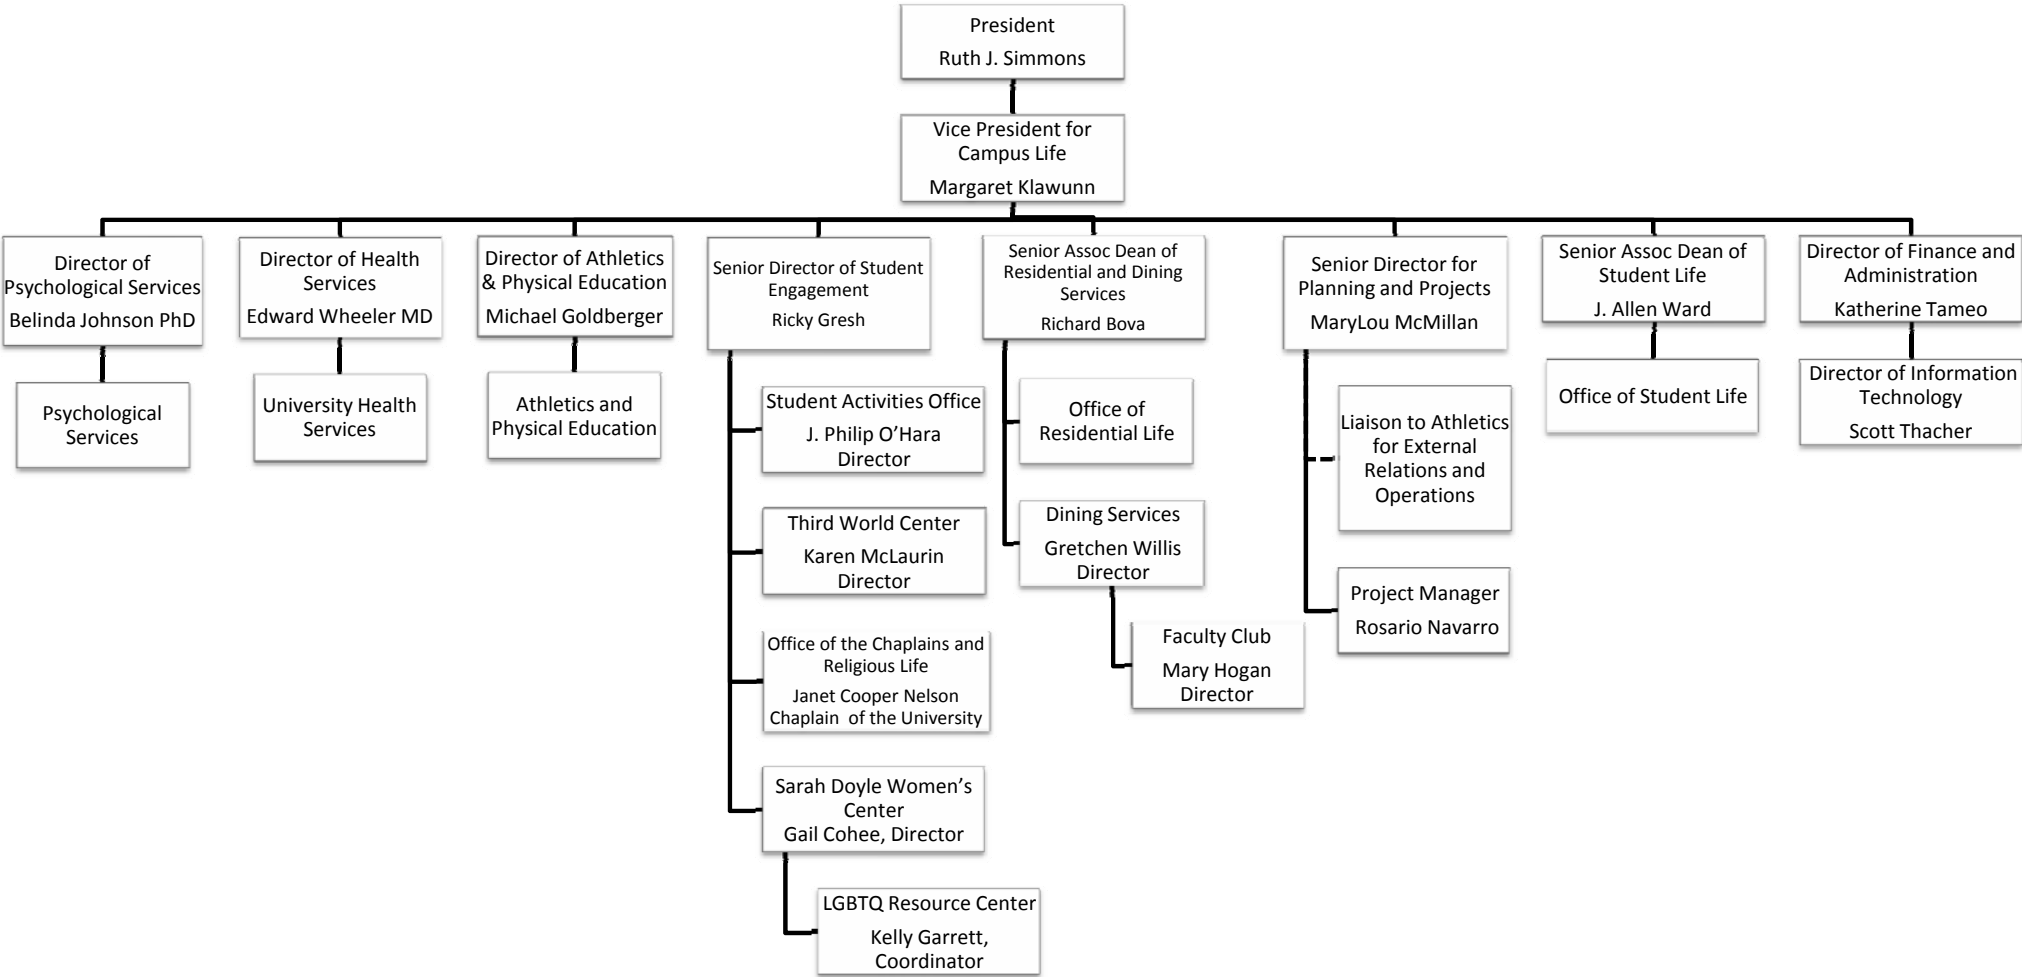 President
Ruth J. Simmons
Vice President for
Campus Life
Margaret Klawunn
Director of
Psychological Services
Belinda Johnson PhD
Director of Health
Services
Edward Wheeler MD
Director of Athletics
& Physical Education
Michael Goldberger
Senior Director of Student
Engagement
Ricky Gresh
Senior Assoc Dean of
Residential and Dining
Services
Richard Bova
Senior Director for
Planning and Projects
MaryLou McMillan
Senior Assoc Dean of
Student Life
J. Allen Ward
Director of Finance and
Administration
Katherine Tameo
Psychological
Services
University Health
Services
Athletics and
Physical Education
Student Activities Office
J. Philip O’Hara
Director
Third World Center
Karen McLaurin
Director
Office of the Chaplains and
Religious Life
Janet Cooper Nelson
Chaplain  of the University
Sarah Doyle Women’s
Center
Gail Cohee, Director
LGBTQ Resource Center
Kelly Garrett,
Coordinator
Office of
Residential Life
Dining Services
Gretchen Willis
Director
Faculty Club
Mary Hogan
Director
Liaison to Athletics
for External
Relations and
Operations
Project Manager
Rosario Navarro
Office of Student Life
Director of Information
Technology
Scott Thacher